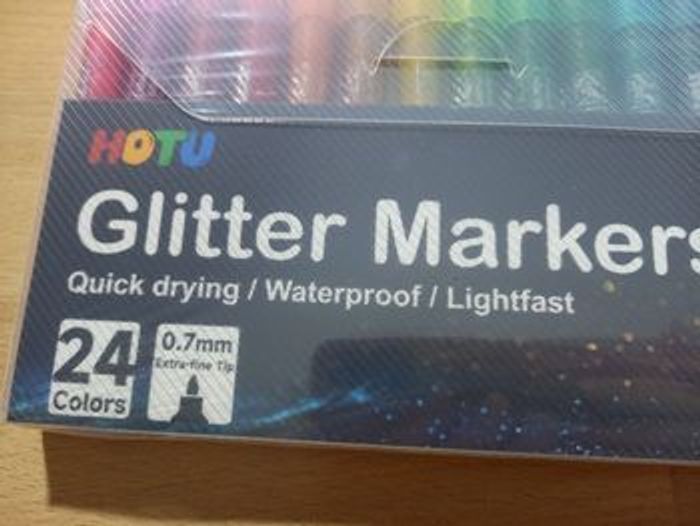 HOTU
Glitter Markers
Quick drying / Waterproof / Lightfast
24
Colors
0.7mm
Extra-fine Tip